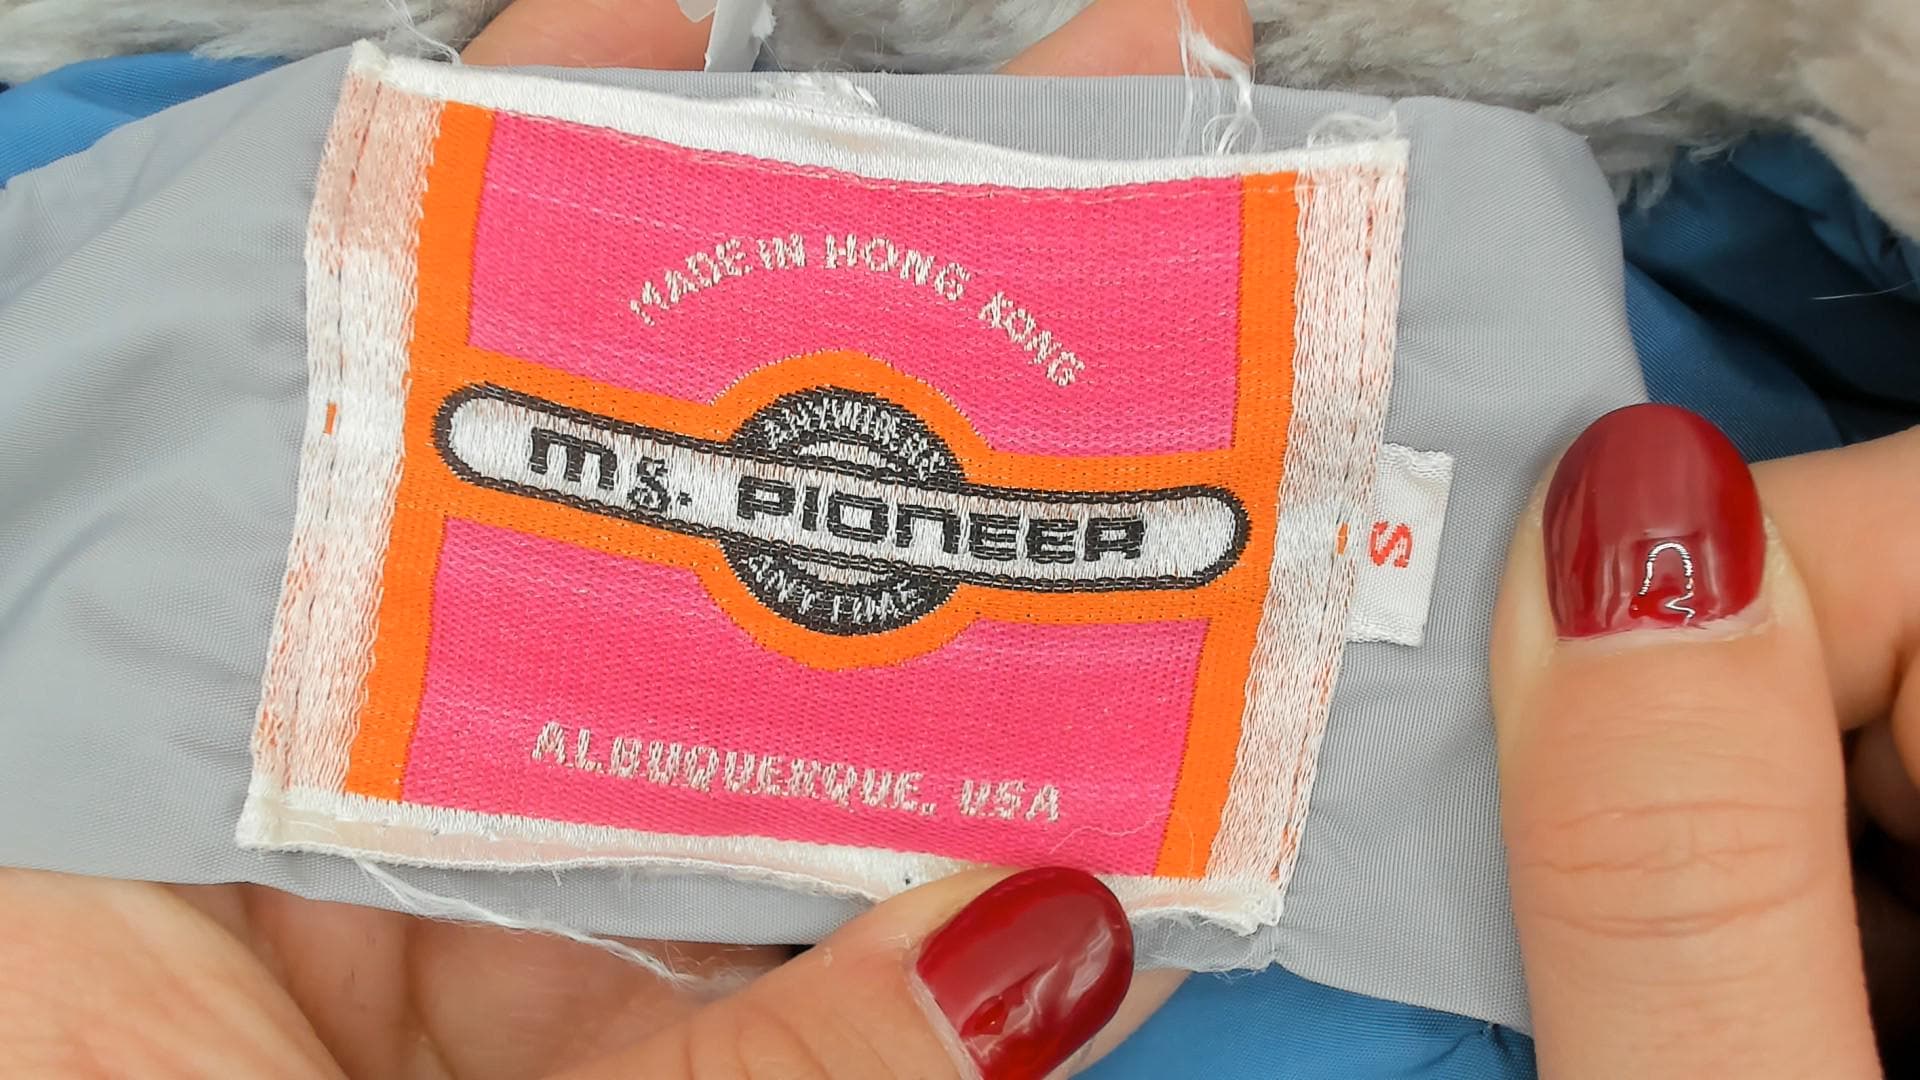 MADE IN HONG KONG
ms. PIONEER
ALBUQUERQUE, USA
S